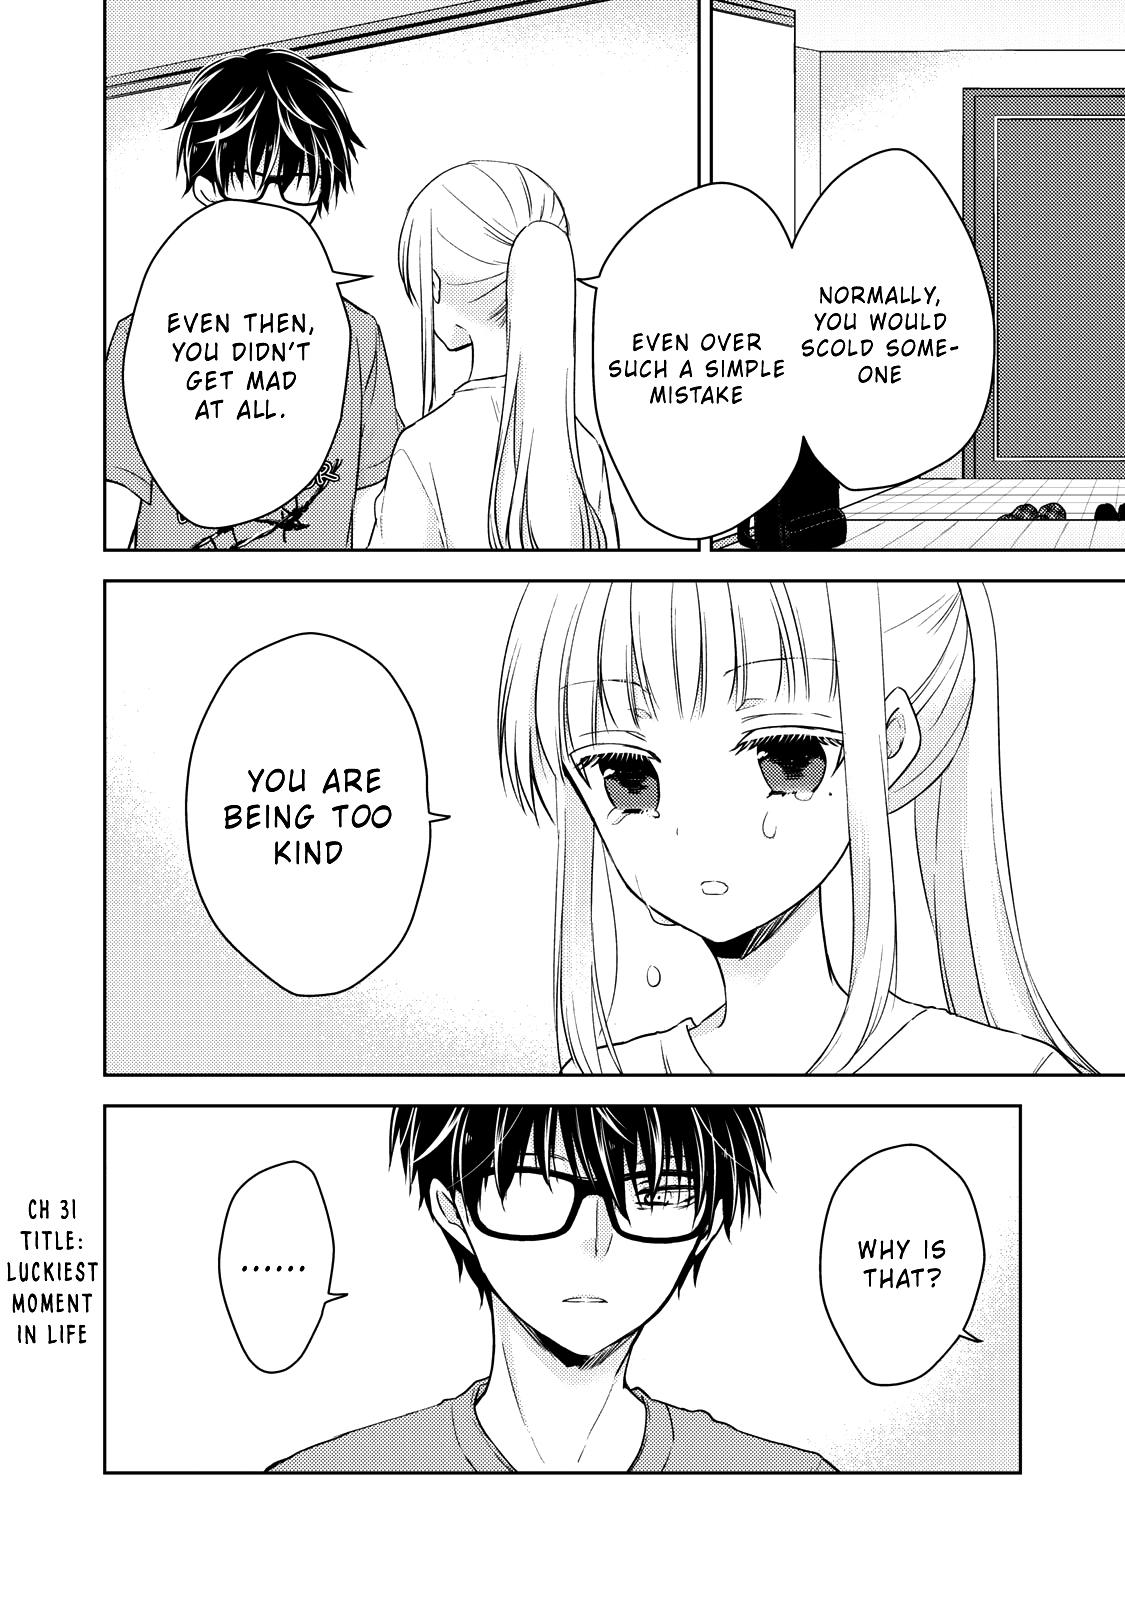 NORMALLY,
YOU WOULD
SCOLD SOME-
ONE
EVEN OVER
SUCH A SIMPLE
MISTAKE
EVEN THEN,
YOU DIDN'T
GET MAD
AT ALL.
YOU ARE
BEING TOO
KIND
WHY IS
THAT?
......
CH 31
TITLE:
LUCKIEST
MOMENT
IN LIFE